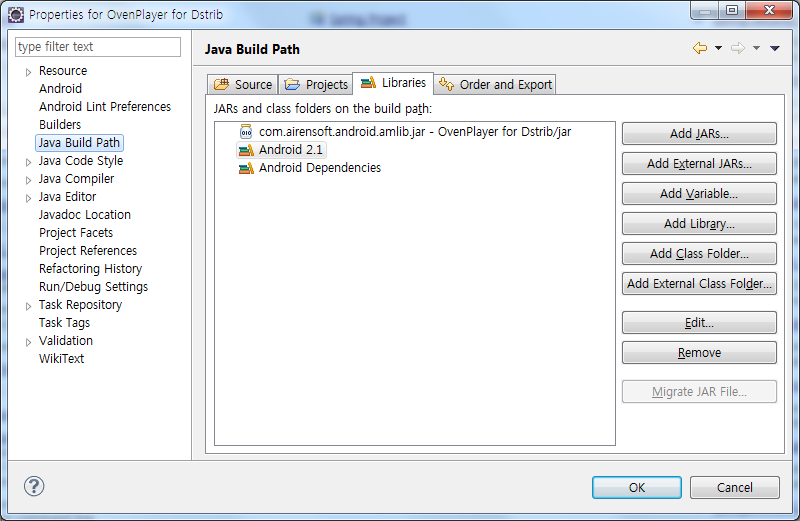 Properties for OvenPlayer for Dstrib
type filter text
Resource
Android
Android Lint Preferences
Builders
Java Build Path
Java Code Style
Java Compiler
Java Editor
Javadoc Location
Project Facets
Project References
Refactoring History
Run/Debug Settings
Task Repository
Task Tags
Validation
WikiText
Java Build Path
Source
Projects
Libraries
Order and Export
JARs and class folders on the build path:
com.airensoft.android.amlib.jar - OvenPlayer for Dstrib/jar
Android 2.1
Android Dependencies
Add JARs...
Add External JARs...
Add Variable...
Add Library...
Add Class Folder...
Add External Class Folder...
Edit...
Remove
Migrate JAR File...
OK
Cancel